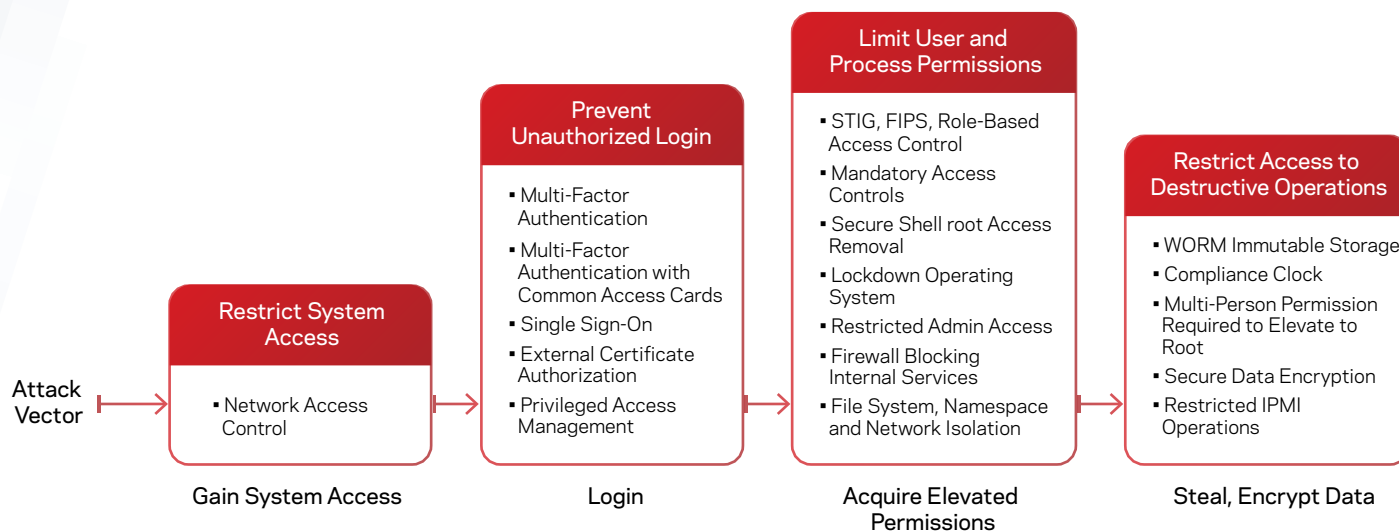 Attack
Vector
Restrict System
Access
▪ Network Access
Control
Gain System Access
Prevent
Unauthorized Login
▪ Multi-Factor
Authentication
▪ Multi-Factor
Authentication with
Common Access Cards
▪ Single Sign-On
▪ External Certificate
Authorization
▪ Privileged Access
Management
Login
Limit User and
Process Permissions
▪ STIG, FIPS, Role-Based
Access Control
▪ Mandatory Access
Controls
▪ Secure Shell root Access
Removal
▪ Lockdown Operating
System
▪ Restricted Admin Access
▪ Firewall Blocking
Internal Services
▪ File System, Namespace
and Network Isolation
Acquire Elevated
Permissions
Restrict Access to
Destructive Operations
▪ WORM Immutable Storage
▪ Compliance Clock
▪ Multi-Person Permission
Required to Elevate to
Root
▪ Secure Data Encryption
▪ Restricted IPMI
Operations
Steal, Encrypt Data